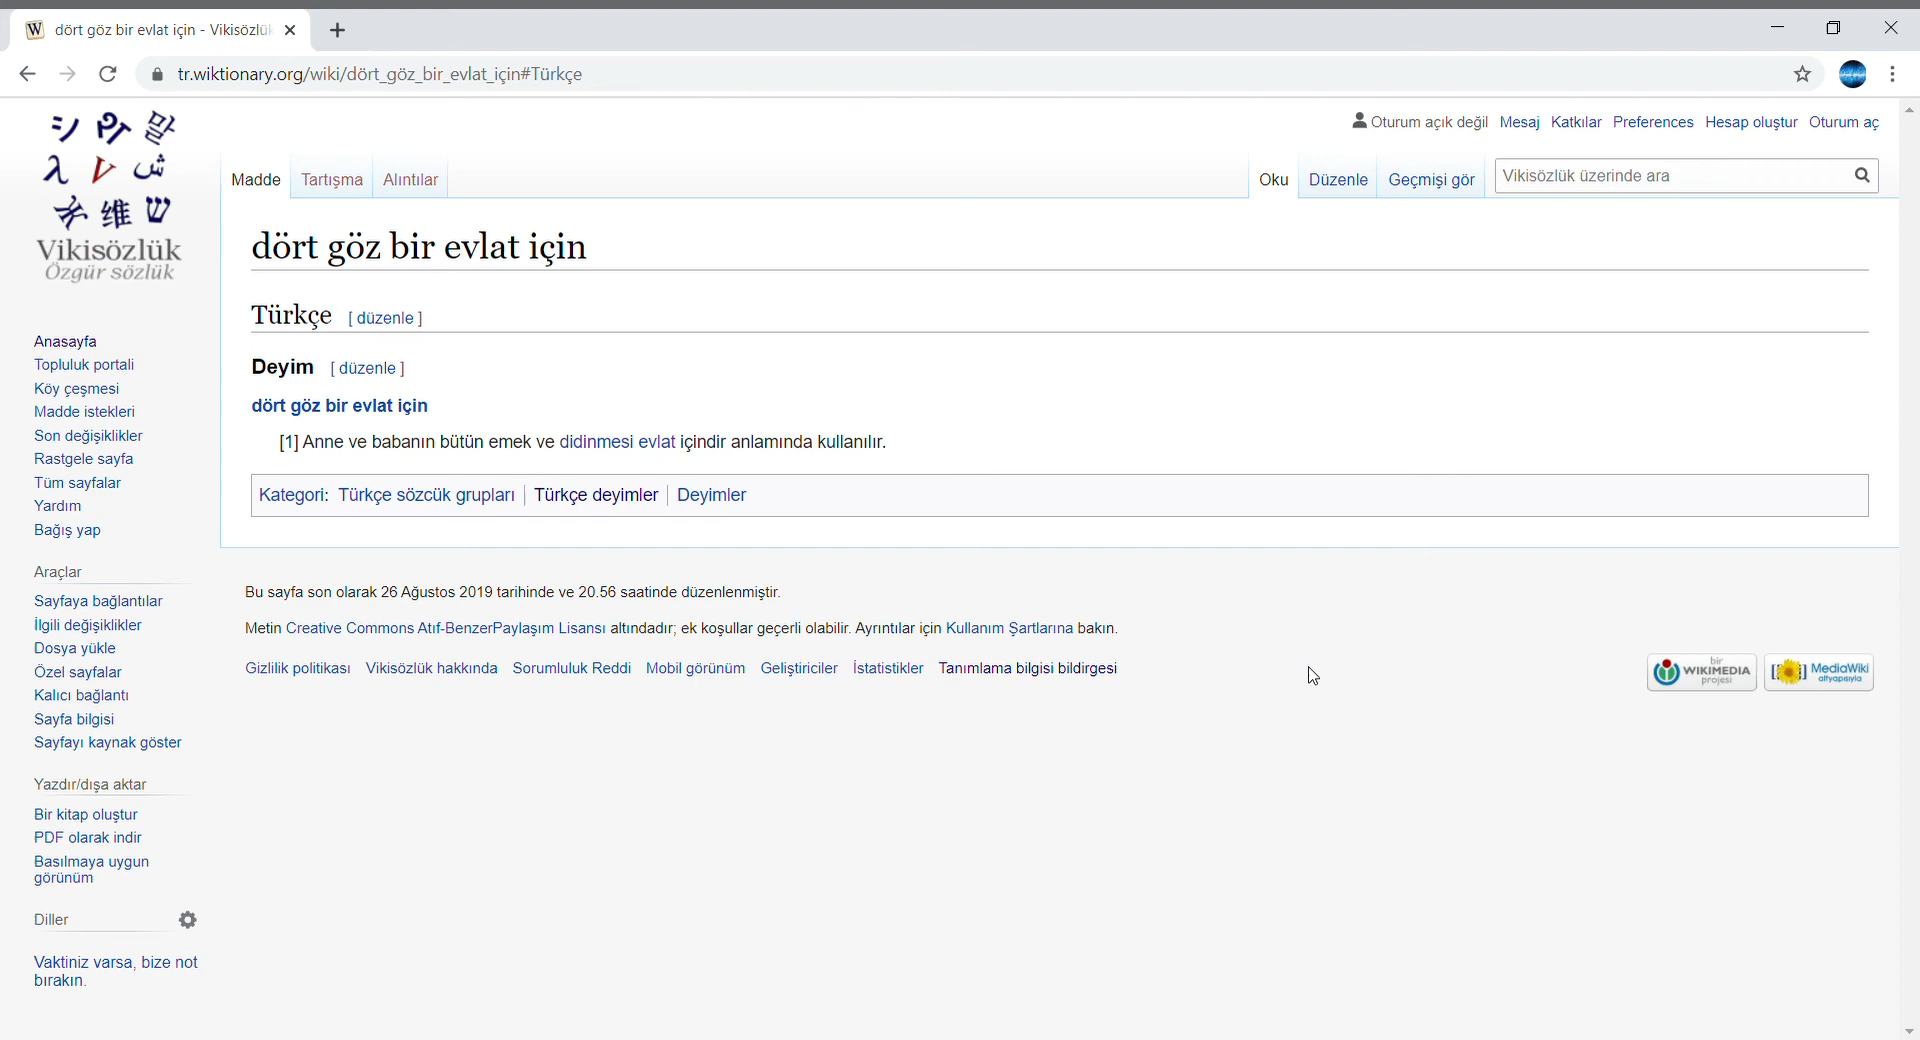 dört göz bir evlat için - Vikisözlü
tr.wiktionary.org/wiki/dört_göz_bir_evlat_için#Türkçe
Oturum açık değil Mesaj Katkılar Preferences Hesap oluştur Oturum aç
Madde Tartışma Alıntılar Oku Düzenle Geçmişi gör Vikisözlük üzerinde ara
Vikisözlük
Özgür sözlük
Anasayfa
Topluluk portali
Köy çeşmesi
Madde istekleri
Son değişiklikler
Rastgele sayfa
Tüm sayfalar
Yardım
Bağış yap
Araçlar
Sayfaya bağlantılar
İlgili değişiklikler
Dosya yükle
Özel sayfalar
Kalıcı bağlantı
Sayfa bilgisi
Sayfayı kaynak göster
Yazdır/dışa aktar
Bir kitap oluştur
PDF olarak indir
Basılmaya uygun
görünüm
Diller
Vaktiniz varsa, bize not
bırakın.
dört göz bir evlat için
Türkçe [ düzenle ]
Deyim [ düzenle ]
dört göz bir evlat için
[1] Anne ve babanın bütün emek ve didinmesi evlat içindir anlamında kullanılır.
Kategori: Türkçe sözcük grupları Türkçe deyimler Deyimler
Bu sayfa son olarak 26 Ağustos 2019 tarihinde ve 20.56 saatinde düzenlenmiştir.
Metin Creative Commons Atıf-BenzerPaylaşım Lisansı altındadır; ek koşullar geçerli olabilir. Ayrıntılar için Kullanım Şartlarına bakın.
Gizlilik politikası Vikisözlük hakkında Sorumluluk Reddi Mobil görünüm Geliştiriciler İstatistikler Tanımlama bilgisi bildirgesi
bir
WIKIMEDIA
projesi
MediaWiki
altyapısıyla